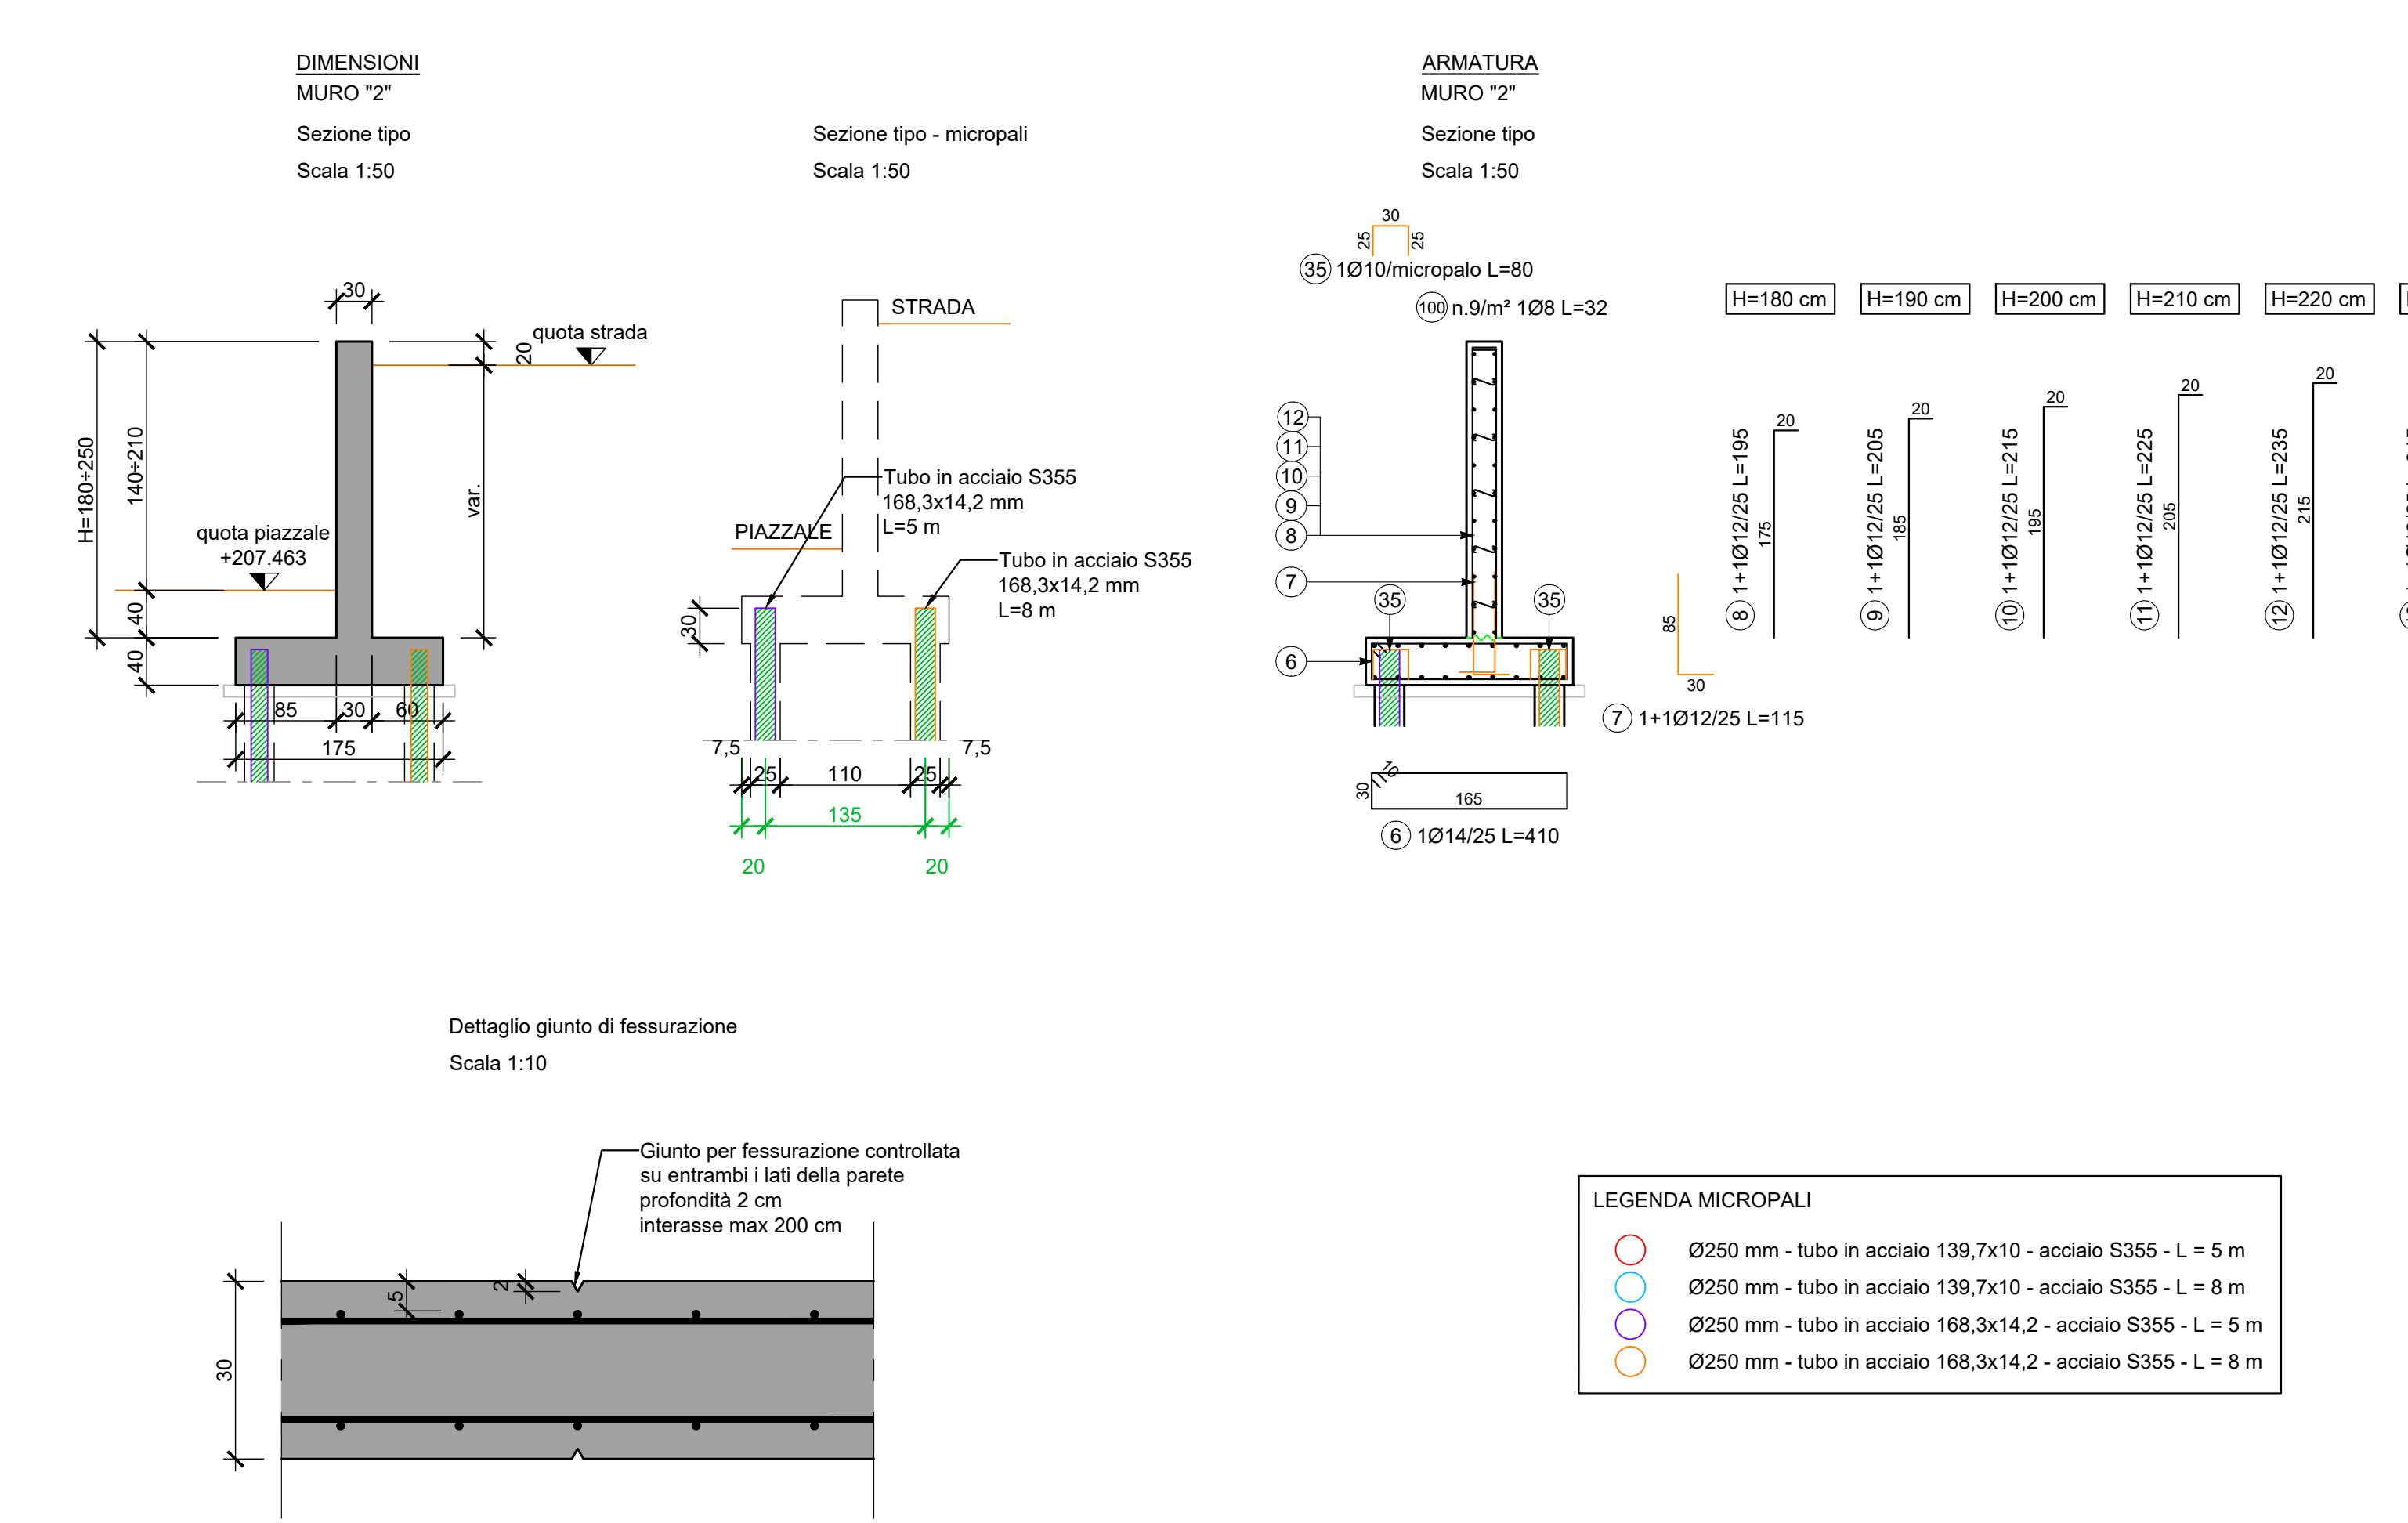 DIMENSIONI
MURO "2"
Sezione tipo
Scala 1:50
30
quota strada
20
H=180÷250
140÷210
var.
quota piazzale
+207.463
40
40
85
30
60
175
Sezione tipo - micropali
Scala 1:50
STRADA
Tubo in acciaio S355
168,3x14,2 mm
L=5 m
PIAZZALE
Tubo in acciaio S355
168,3x14,2 mm
L=8 m
30
7,5
7,5
25
110
25
135
20
20
ARMATURA
MURO "2"
Sezione tipo
Scala 1:50
30
25
25
35 1Ø10/micropalo L=80
100 n.9/m² 1Ø8 L=32
12
11
10
9
8
7
35
35
6
85
30
7 1+1Ø12/25 L=115
10
30
165
6 1Ø14/25 L=410
H=180 cm
20
175
8 1+1Ø12/25 L=195
H=190 cm
20
185
9 1+1Ø12/25 L=205
H=200 cm
20
195
10 1+1Ø12/25 L=215
H=210 cm
20
205
11 1+1Ø12/25 L=225
H=220 cm
20
215
12 1+1Ø12/25 L=235
Dettaglio giunto di fessurazione
Scala 1:10
Giunto per fessurazione controllata
su entrambi i lati della parete
profondità 2 cm
interasse max 200 cm
2
5
30
LEGENDA MICROPALI
Ø250 mm - tubo in acciaio 139,7x10 - acciaio S355 - L = 5 m
Ø250 mm - tubo in acciaio 139,7x10 - acciaio S355 - L = 8 m
Ø250 mm - tubo in acciaio 168,3x14,2 - acciaio S355 - L = 5 m
Ø250 mm - tubo in acciaio 168,3x14,2 - acciaio S355 - L = 8 m